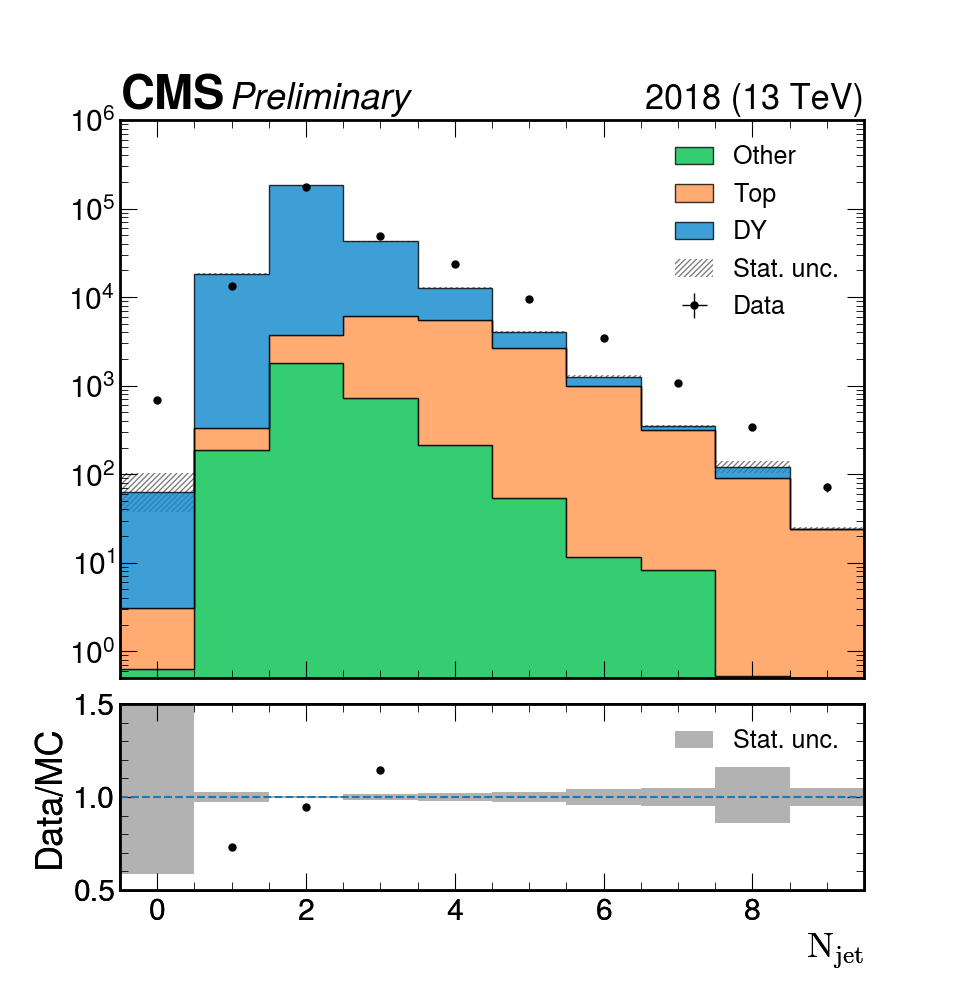 CMS Preliminary 2018 (13 TeV)
10^6
10^5
10^4
10^3
10^2
10^1
10^0
Other
Top
DY
Stat. unc.
Data
1.5
1.0
0.5
Data/MC
Stat. unc.
0 2 4 6 8
N_jet